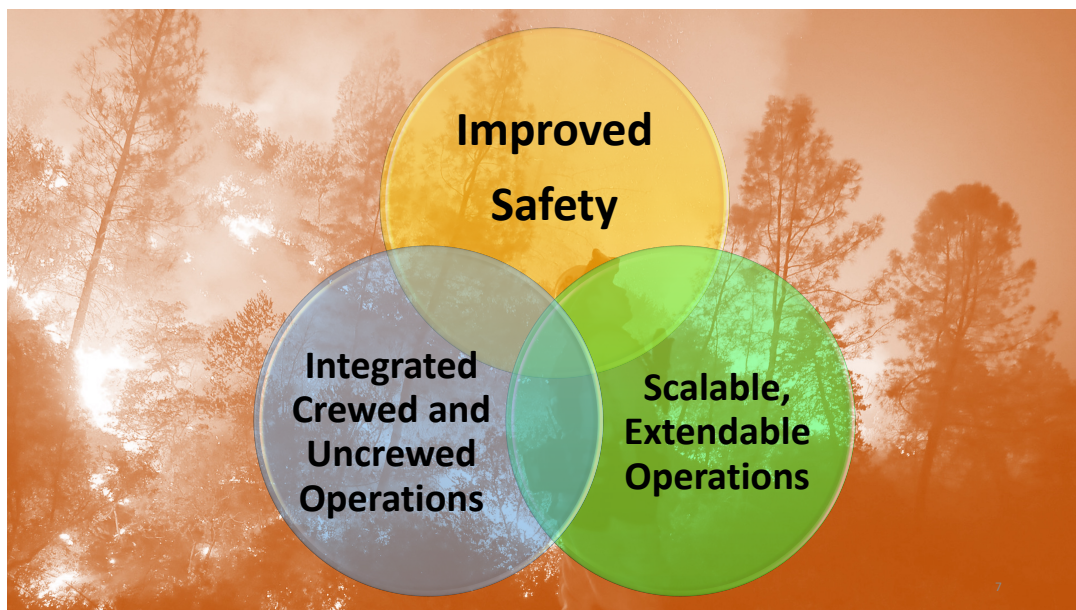 Improved
Safety
Integrated
Crewed and
Uncrewed
Operations
Scalable,
Extendable
Operations
7